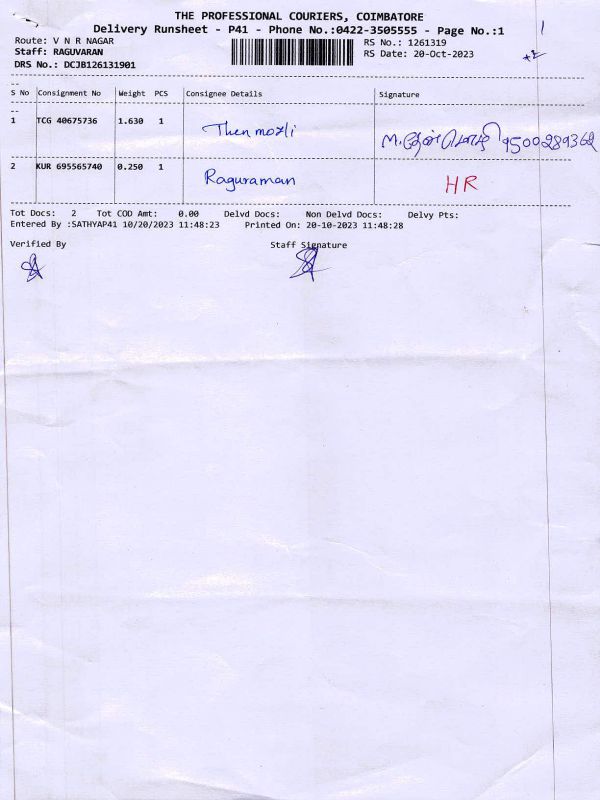 THE PROFESSIONAL COURIERS, COIMBATORE
Delivery Runsheet - P41 - Phone No.:0422-3505555 - Page No.:1
Route: V N R NAGAR
RS No.: 1261319
Staff: RAGUVARAN
RS Date: 20-Oct-2023
DRS No.: DCJB126131901
S No Consignment No Weight PCS Consignee Details Signature
1 TCG 40675736 1.630 1 Thenmozli M.தேன்மொழி 9500289362
2 KUR 695565740 0.250 1 Raguraman HR
Tot Docs: 2 Tot COD Amt: 0.00 Delvd Docs: Non Delvd Docs: Delvy Pts:
Entered By :SATHYAP41 10/20/2023 11:48:23 Printed On: 20-10-2023 11:48:28
Verified By Staff Signature